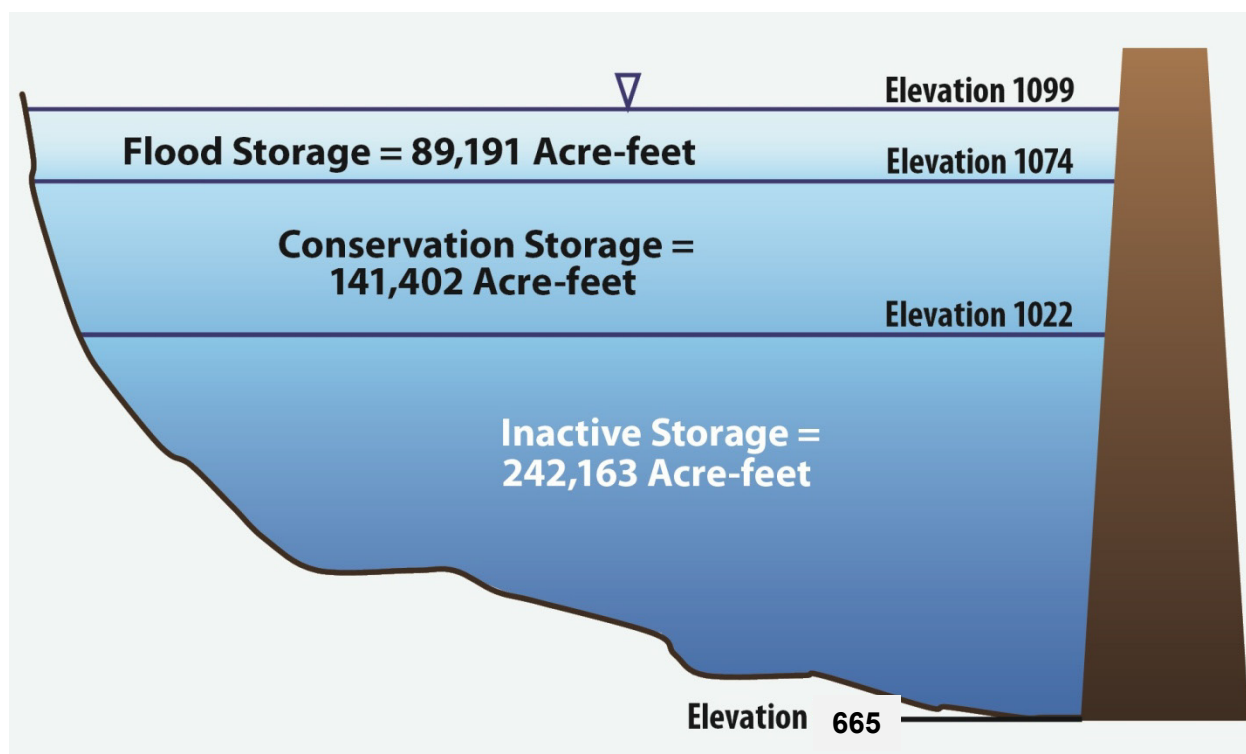 Elevation 1099
Flood Storage = 89,191 Acre-feet
Elevation 1074
Conservation Storage =
141,402 Acre-feet
Elevation 1022
Inactive Storage =
242,163 Acre-feet
Elevation 665